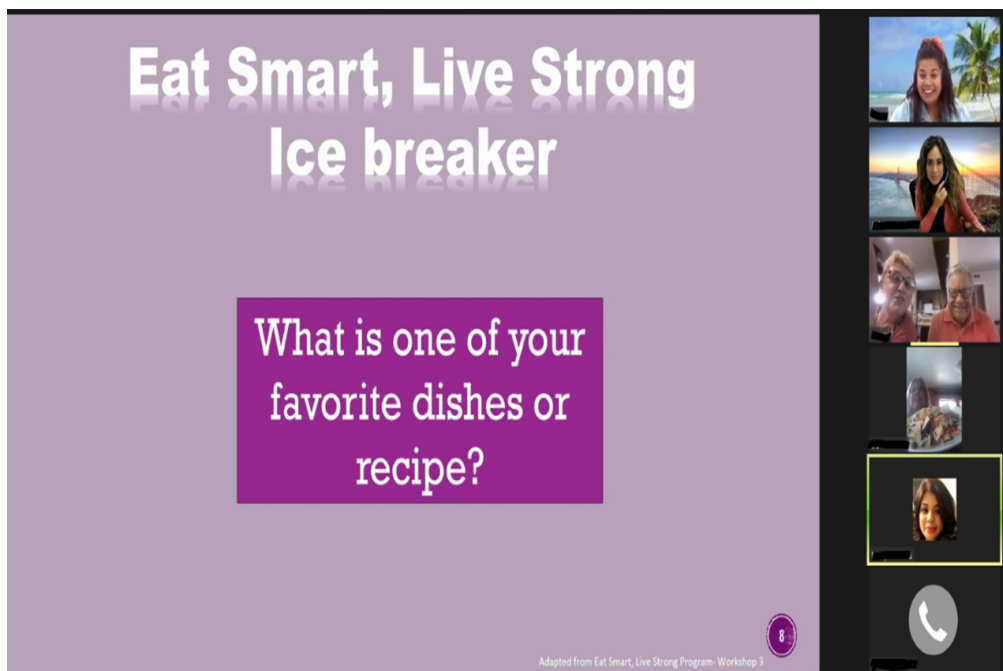 Eat Smart, Live Strong
Ice breaker
What is one of your
favorite dishes or
recipe?
8
Adapted from Eat Smart, Live Strong Program- Workshop 3